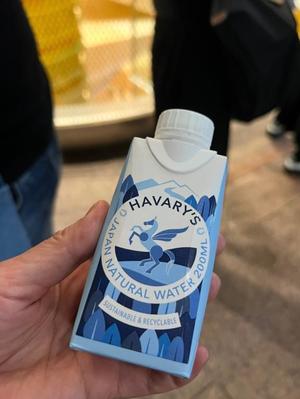 HAVARY'S
JAPAN NATURAL WATER 200ML
SUSTAINABLE & RECYCLABLE